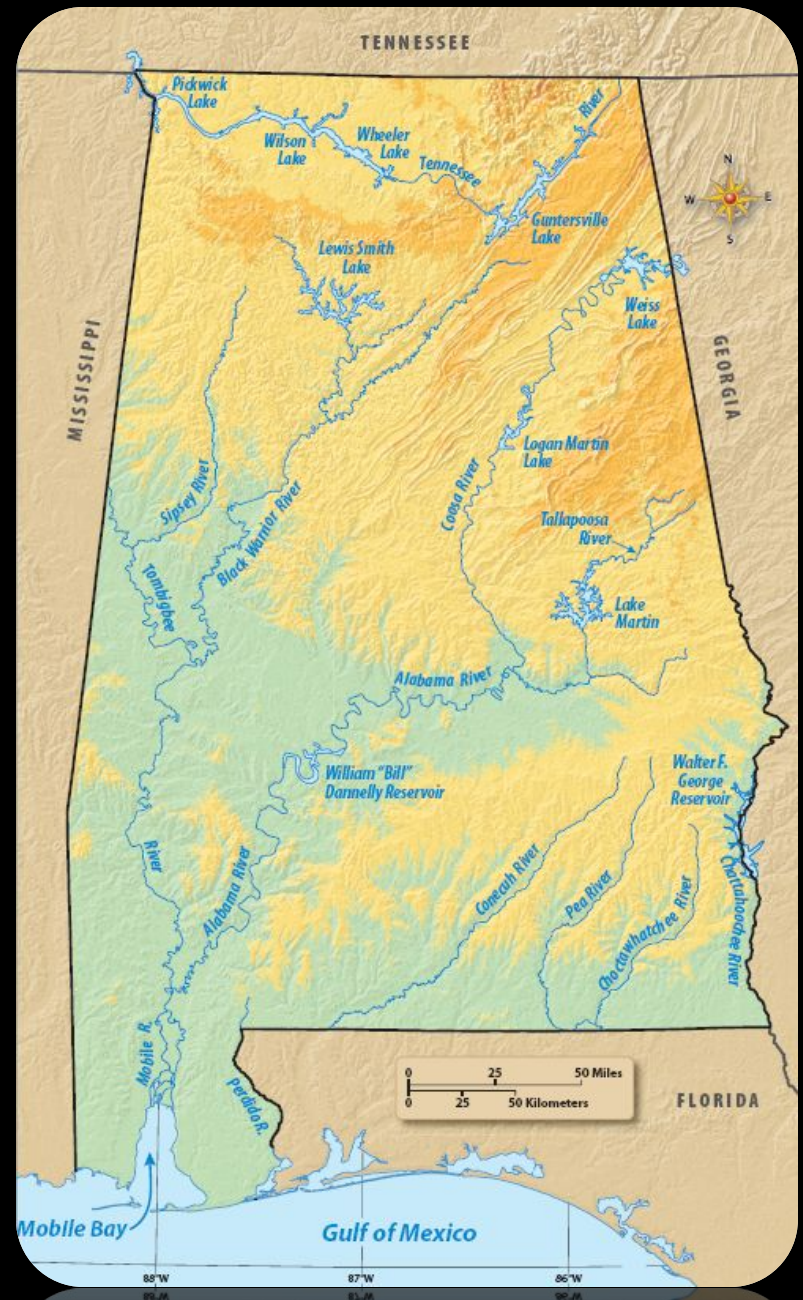 TENNESSEE
Pickwick
Lake
Wilson
Lake
Wheeler
Lake
Tennessee
River
Guntersville
Lake
N
W
E
S
Lewis Smith
Lake
Weiss
Lake
MISSISSIPPI
GEORGIA
Logan Martin
Lake
Coosa River
Sipsey River
Black Warrior River
Tallapoosa
River
Tombigbee
Lake
Martin
Alabama River
William "Bill"
Dannelly Reservoir
Walter F.
George
Reservoir
River
Alabama River
Conecuh River
Pea River
Choctawhatchee River
Chattahoochee River
Mobile R.
Perdido R.
0
25
50 Miles
0
25
50 Kilometers
FLORIDA
Mobile Bay
Gulf of Mexico
88°W
87°W
86°W